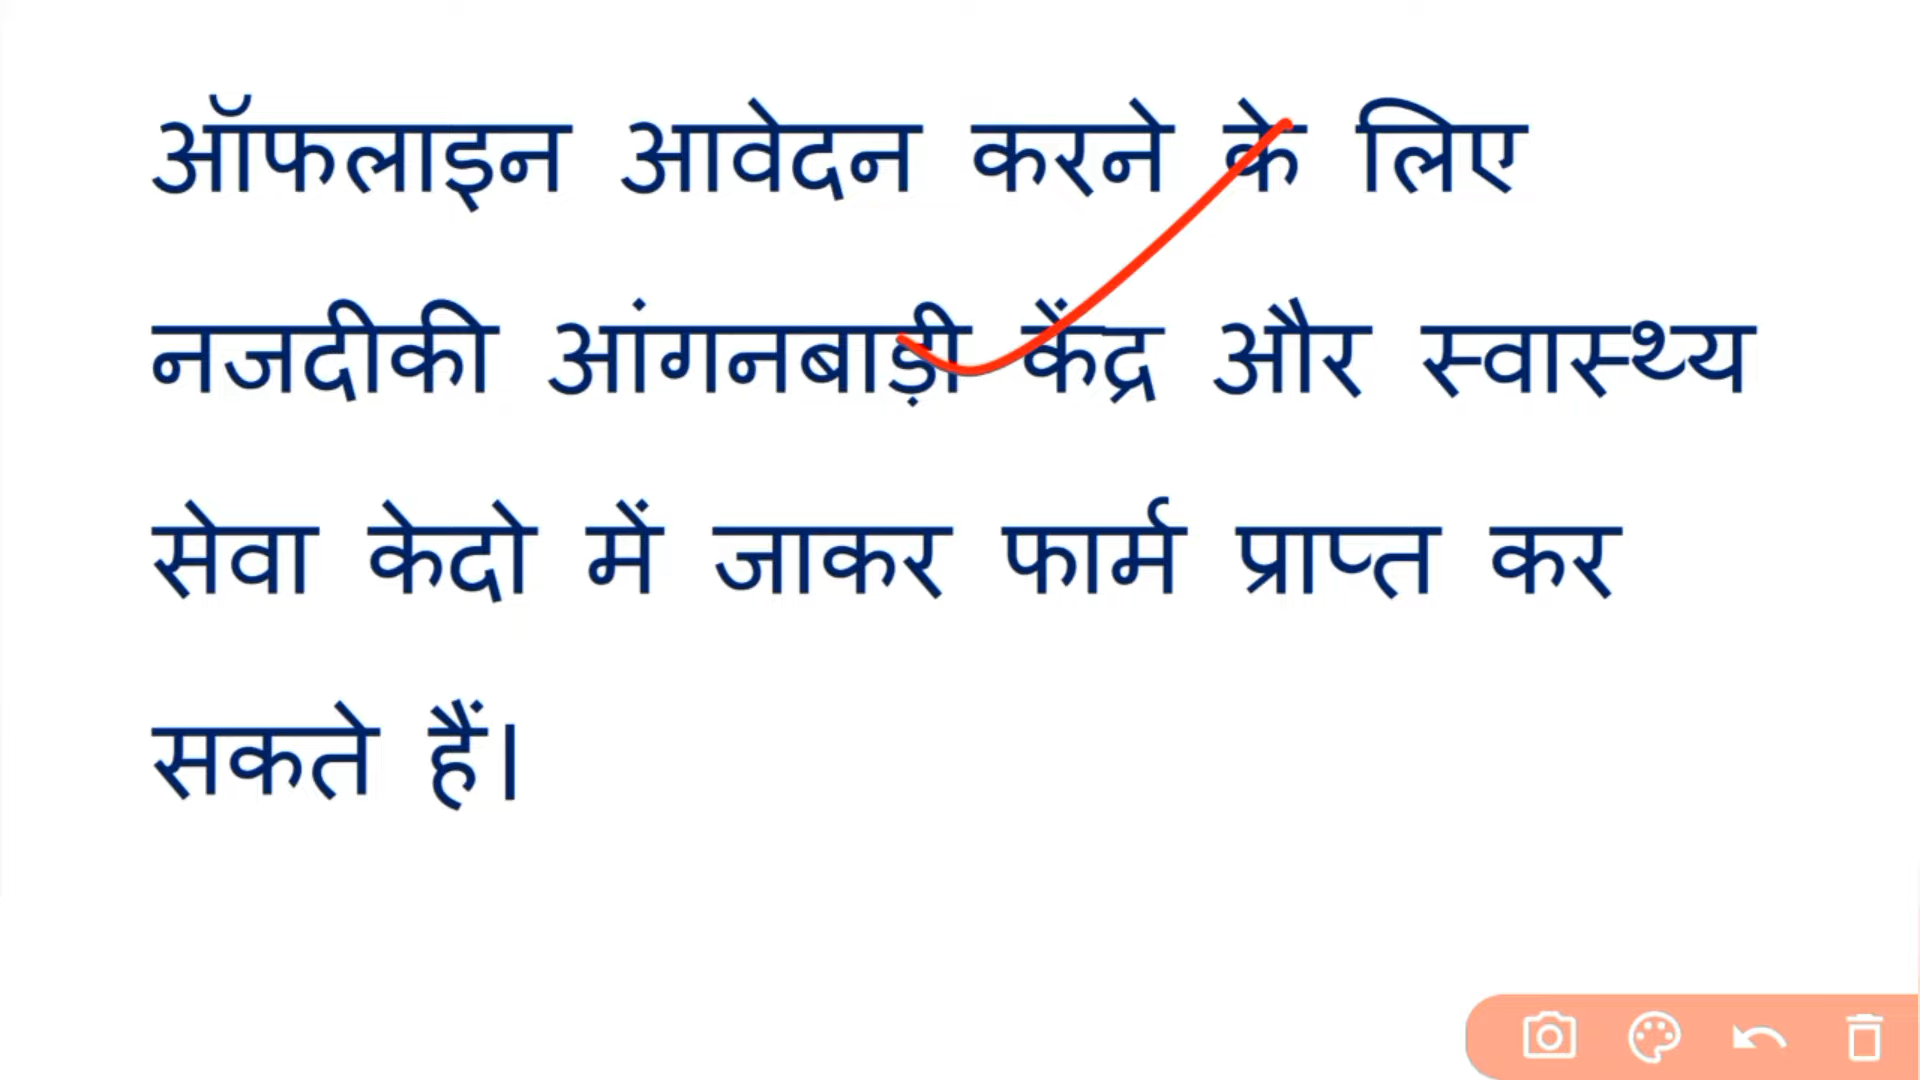 ऑफलाइन आवेदन करने के लिए
नजदीकी आंगनबाड़ी केंद्र और स्वास्थ्य
सेवा केदो में जाकर फार्म प्राप्त कर
सकते हैं।